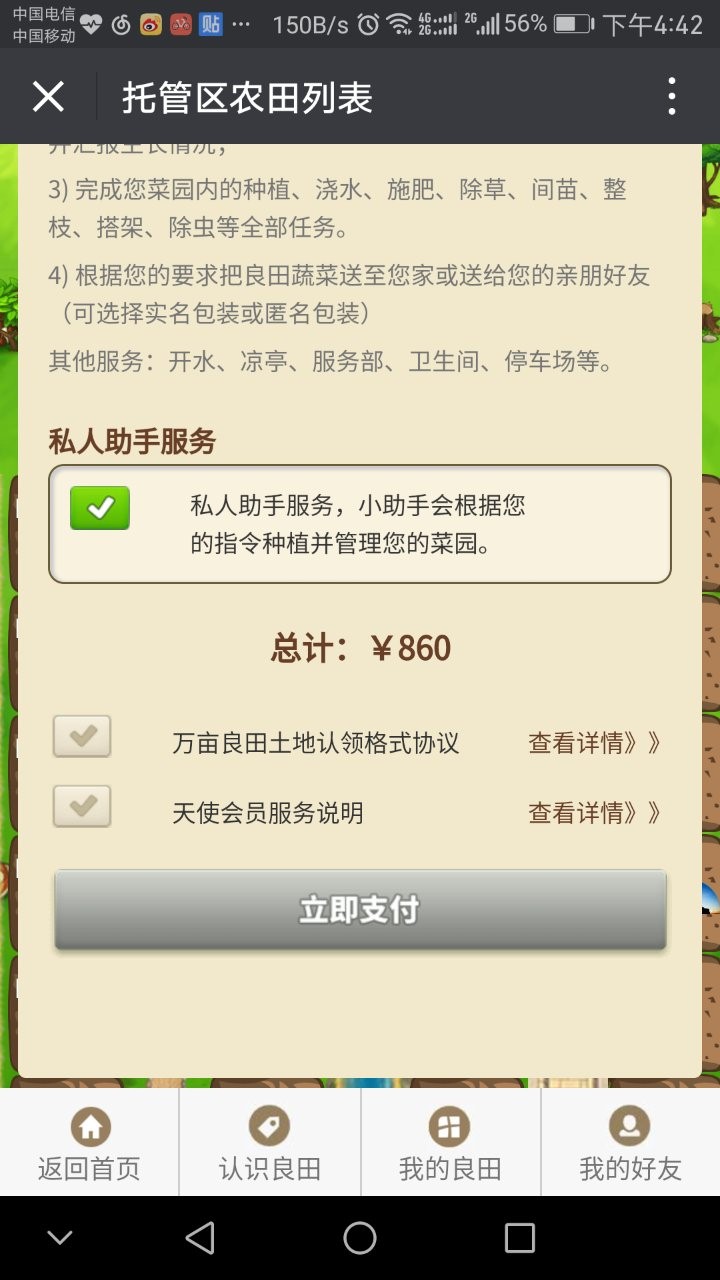 中国电信
中国移动
贴
150B/s
4G
2G
2G
56%
下午4:42
托管区农田列表
并汇报生长情况；
3) 完成您菜园内的种植、浇水、施肥、除草、间苗、整
枝、搭架、除虫等全部任务。
4) 根据您的要求把良田蔬菜送至您家或送给您的亲朋好友
（可选择实名包装或匿名包装）
其他服务：开水、凉亭、服务部、卫生间、停车场等。
私人助手服务
私人助手服务，小助手会根据您
的指令种植并管理您的菜园。
总计：￥860
万亩良田土地认领格式协议 查看详情》》
天使会员服务说明 查看详情》》
立即支付
返回首页 认识良田 我的良田 我的好友